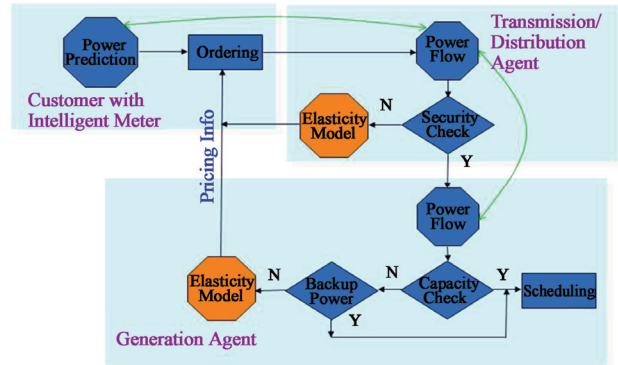 Power
Prediction
Ordering
Power
Flow
Transmission/
Distribution
Agent
Customer with
Intelligent Meter
Elasticity
Model
N
Security
Check
Y
Pricing Info
Power
Flow
Elasticity
Model
N
Backup
Power
N
Capacity
Check
Y
Scheduling
Y
Generation Agent